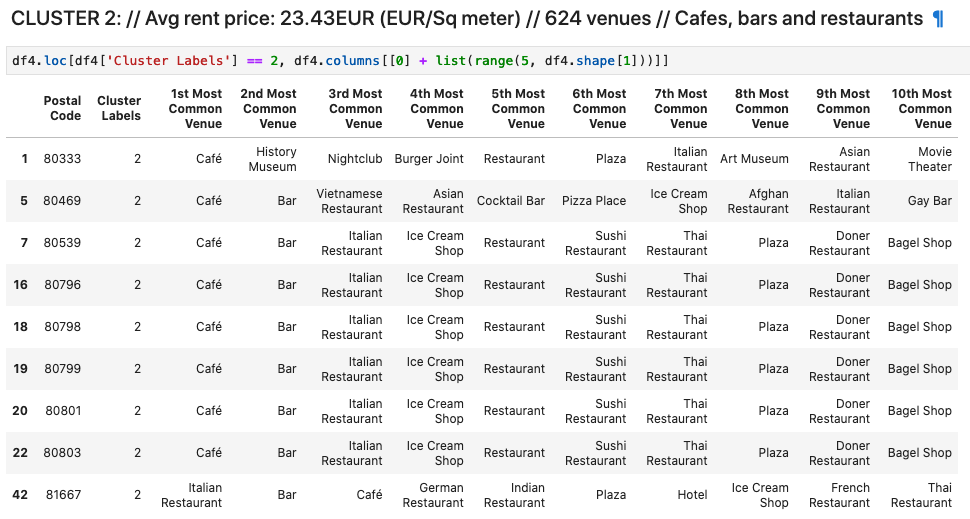 CLUSTER 2: // Avg rent price: 23.43EUR (EUR/Sq meter) // 624 venues // Cafes, bars and restaurants ¶
df4.loc[df4['Cluster Labels'] == 2, df4.columns[[0] + list(range(5, df4.shape[1]))]]
Postal Code Cluster Labels 1st Most Common Venue 2nd Most Common Venue 3rd Most Common Venue 4th Most Common Venue 5th Most Common Venue 6th Most Common Venue 7th Most Common Venue 8th Most Common Venue 9th Most Common Venue 10th Most Common Venue
1 80333 2 Café History Museum Nightclub Burger Joint Restaurant Plaza Italian Restaurant Art Museum Asian Restaurant Movie Theater
5 80469 2 Café Bar Vietnamese Restaurant Asian Restaurant Cocktail Bar Pizza Place Ice Cream Shop Afghan Restaurant Italian Restaurant Gay Bar
7 80539 2 Café Bar Italian Restaurant Ice Cream Shop Restaurant Sushi Restaurant Thai Restaurant Plaza Doner Restaurant Bagel Shop
16 80796 2 Café Bar Italian Restaurant Ice Cream Shop Restaurant Sushi Restaurant Thai Restaurant Plaza Doner Restaurant Bagel Shop
18 80798 2 Café Bar Italian Restaurant Ice Cream Shop Restaurant Sushi Restaurant Thai Restaurant Plaza Doner Restaurant Bagel Shop
19 80799 2 Café Bar Italian Restaurant Ice Cream Shop Restaurant Sushi Restaurant Thai Restaurant Plaza Doner Restaurant Bagel Shop
20 80801 2 Café Bar Italian Restaurant Ice Cream Shop Restaurant Sushi Restaurant Thai Restaurant Plaza Doner Restaurant Bagel Shop
22 80803 2 Café Bar Italian Restaurant Ice Cream Shop Restaurant Sushi Restaurant Thai Restaurant Plaza Doner Restaurant Bagel Shop
42 81667 2 Italian Restaurant Bar Café German Restaurant Indian Restaurant Plaza Hotel Ice Cream Shop French Restaurant Thai Restaurant